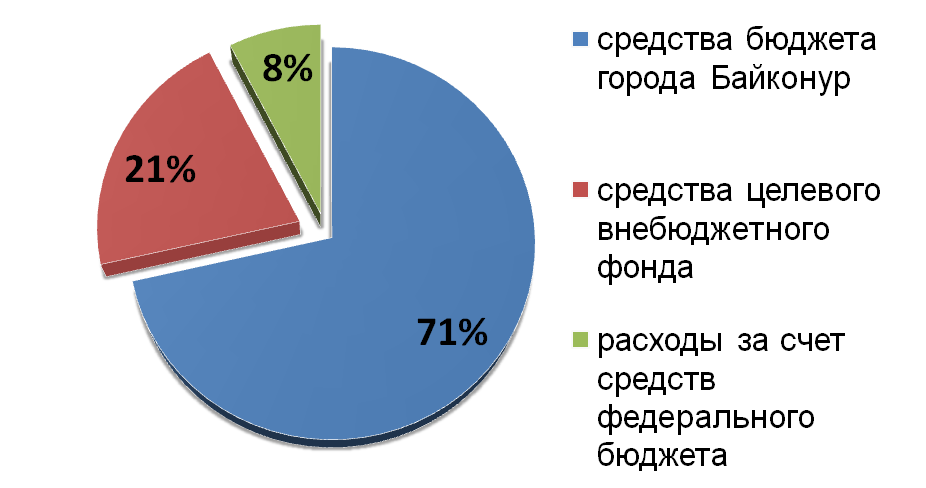 8%
21%
71%
средства бюджета
города Байконур
средства целевого
внебюджетного
фонда
расходы за счет
средств
федерального
бюджета